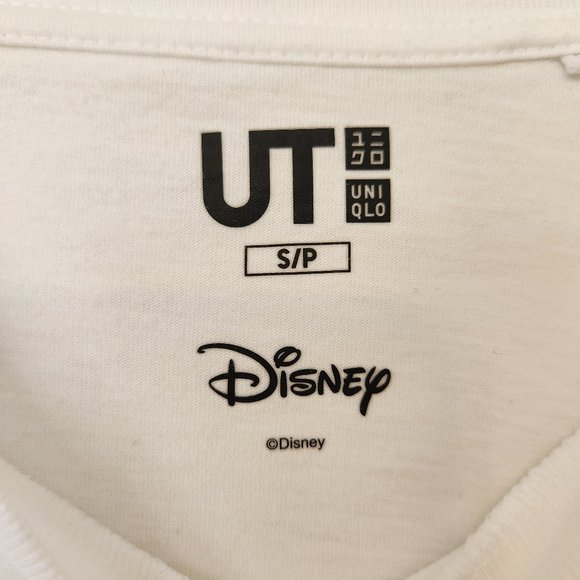 UT
ユニ
クロ
UNI
QLO
S/P
Disney
©Disney